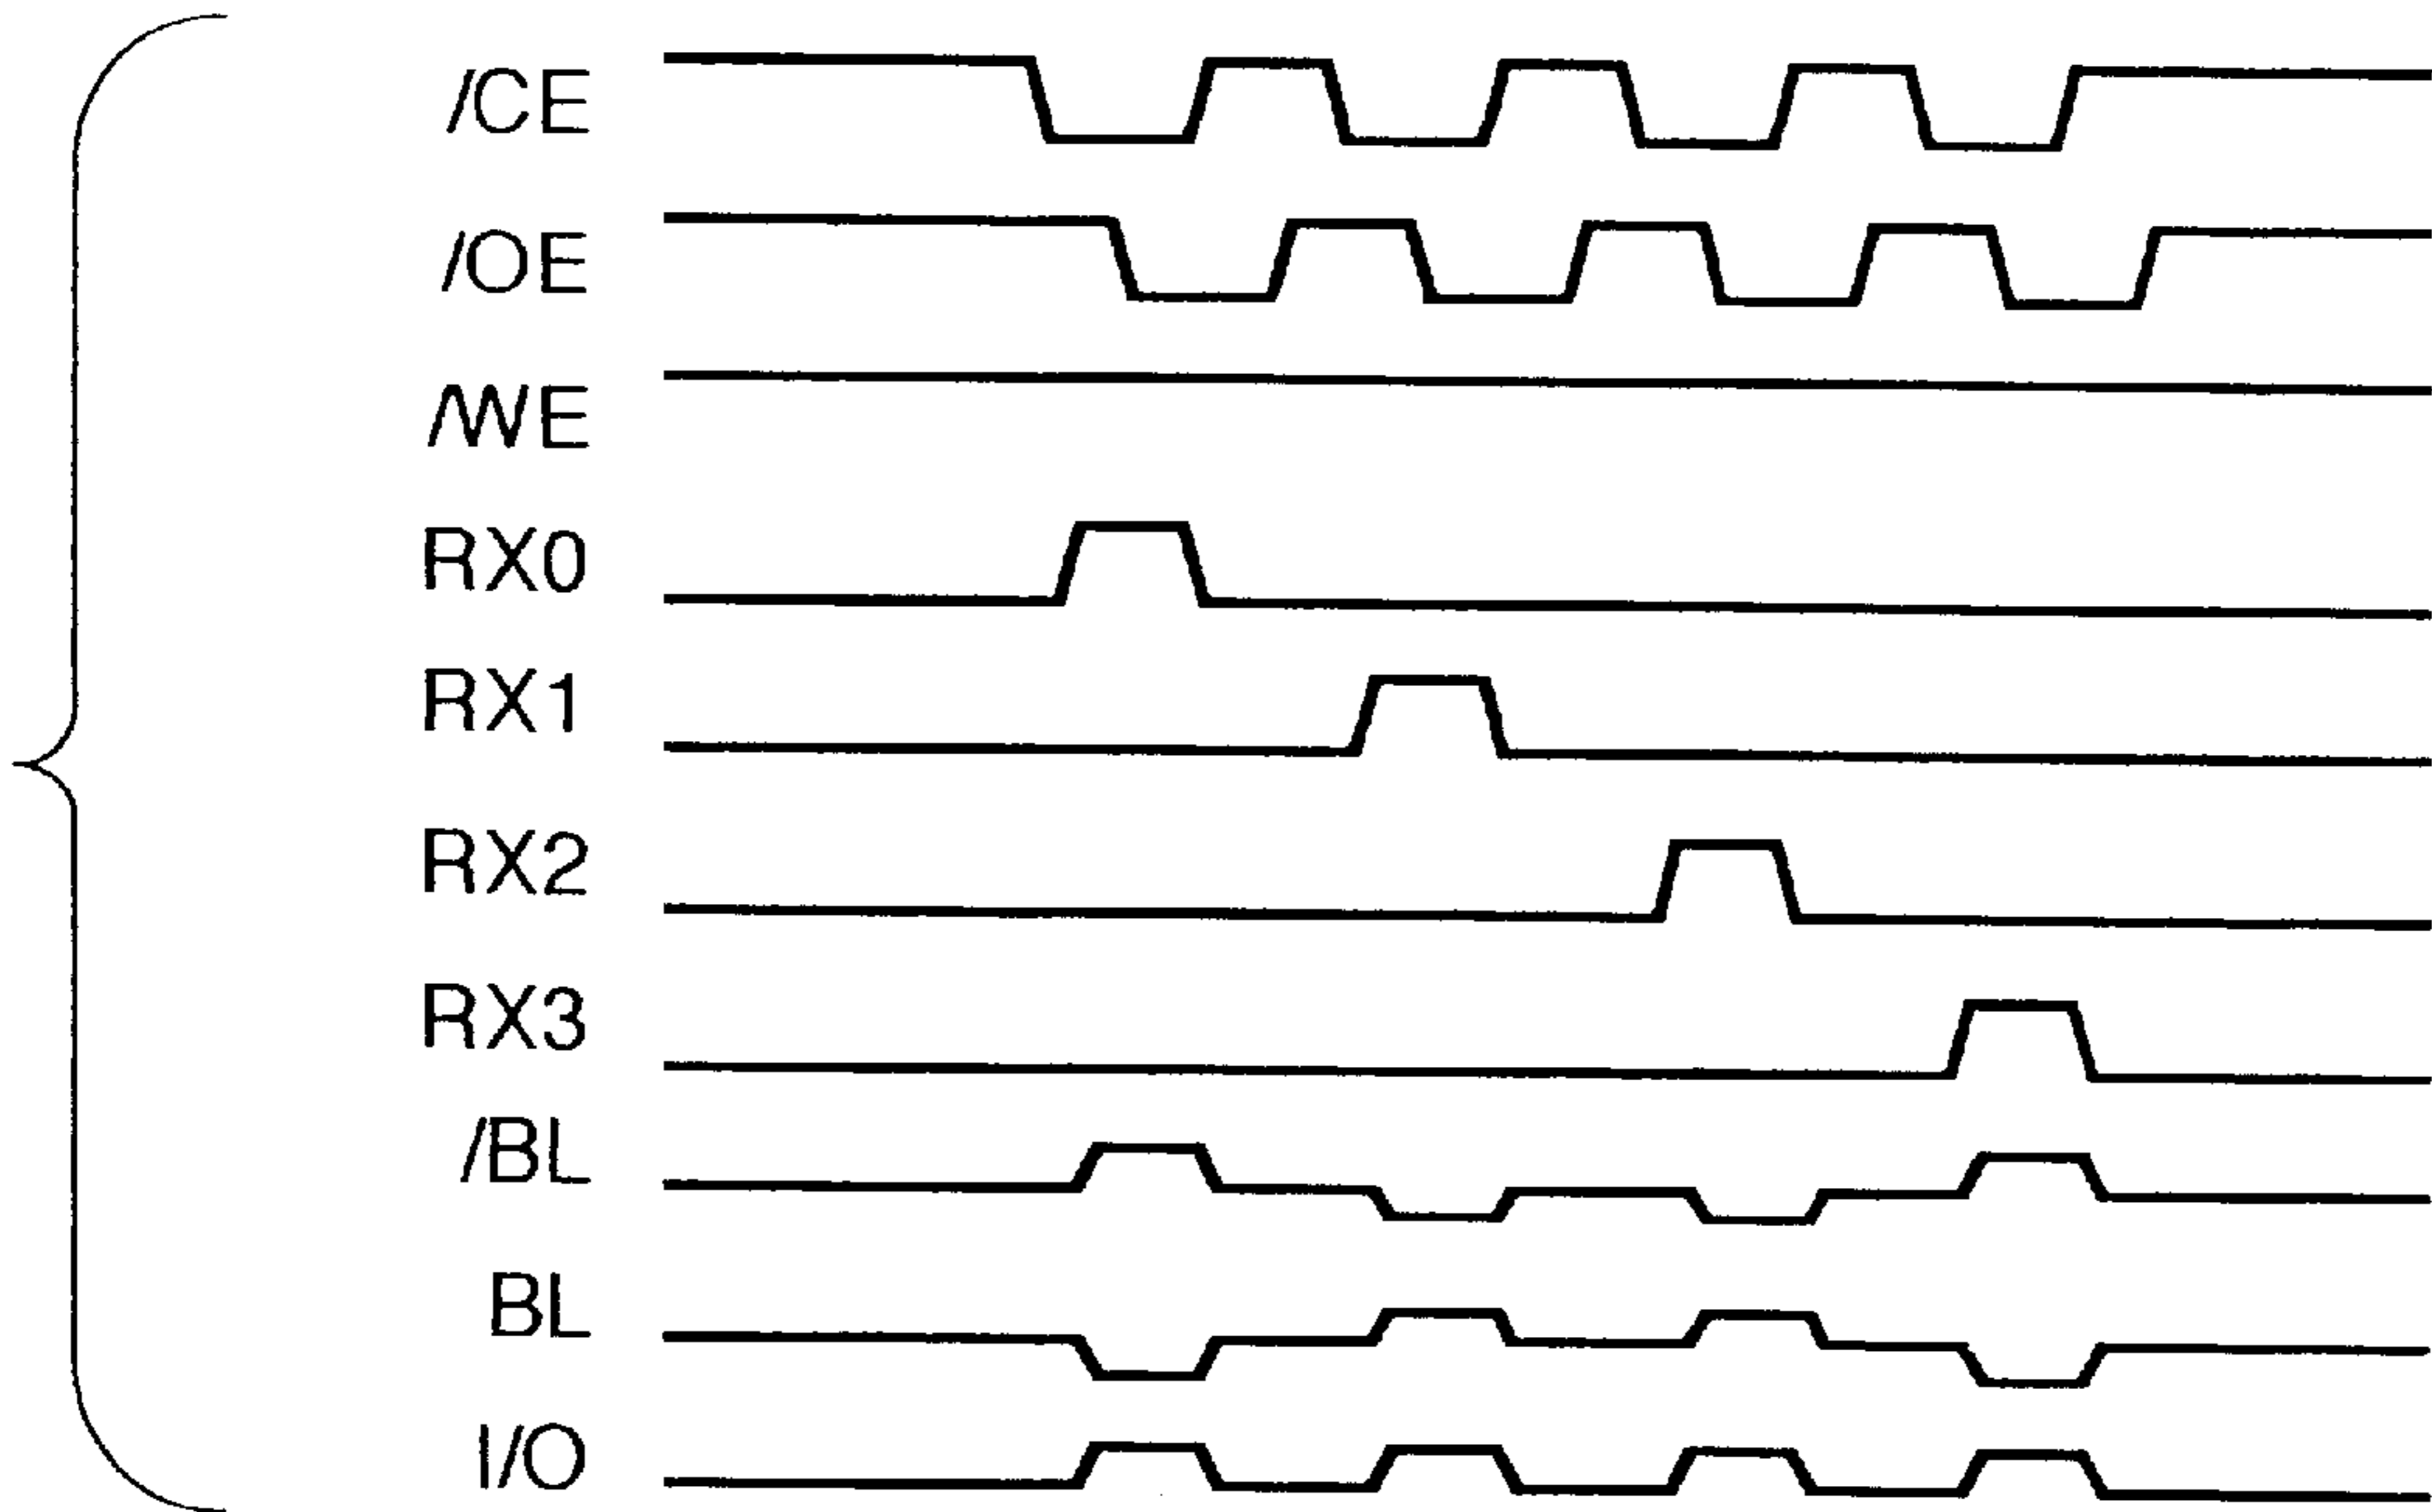 /CE
/OE
/WE
RX0
RX1
RX2
RX3
/BL
BL
I/O